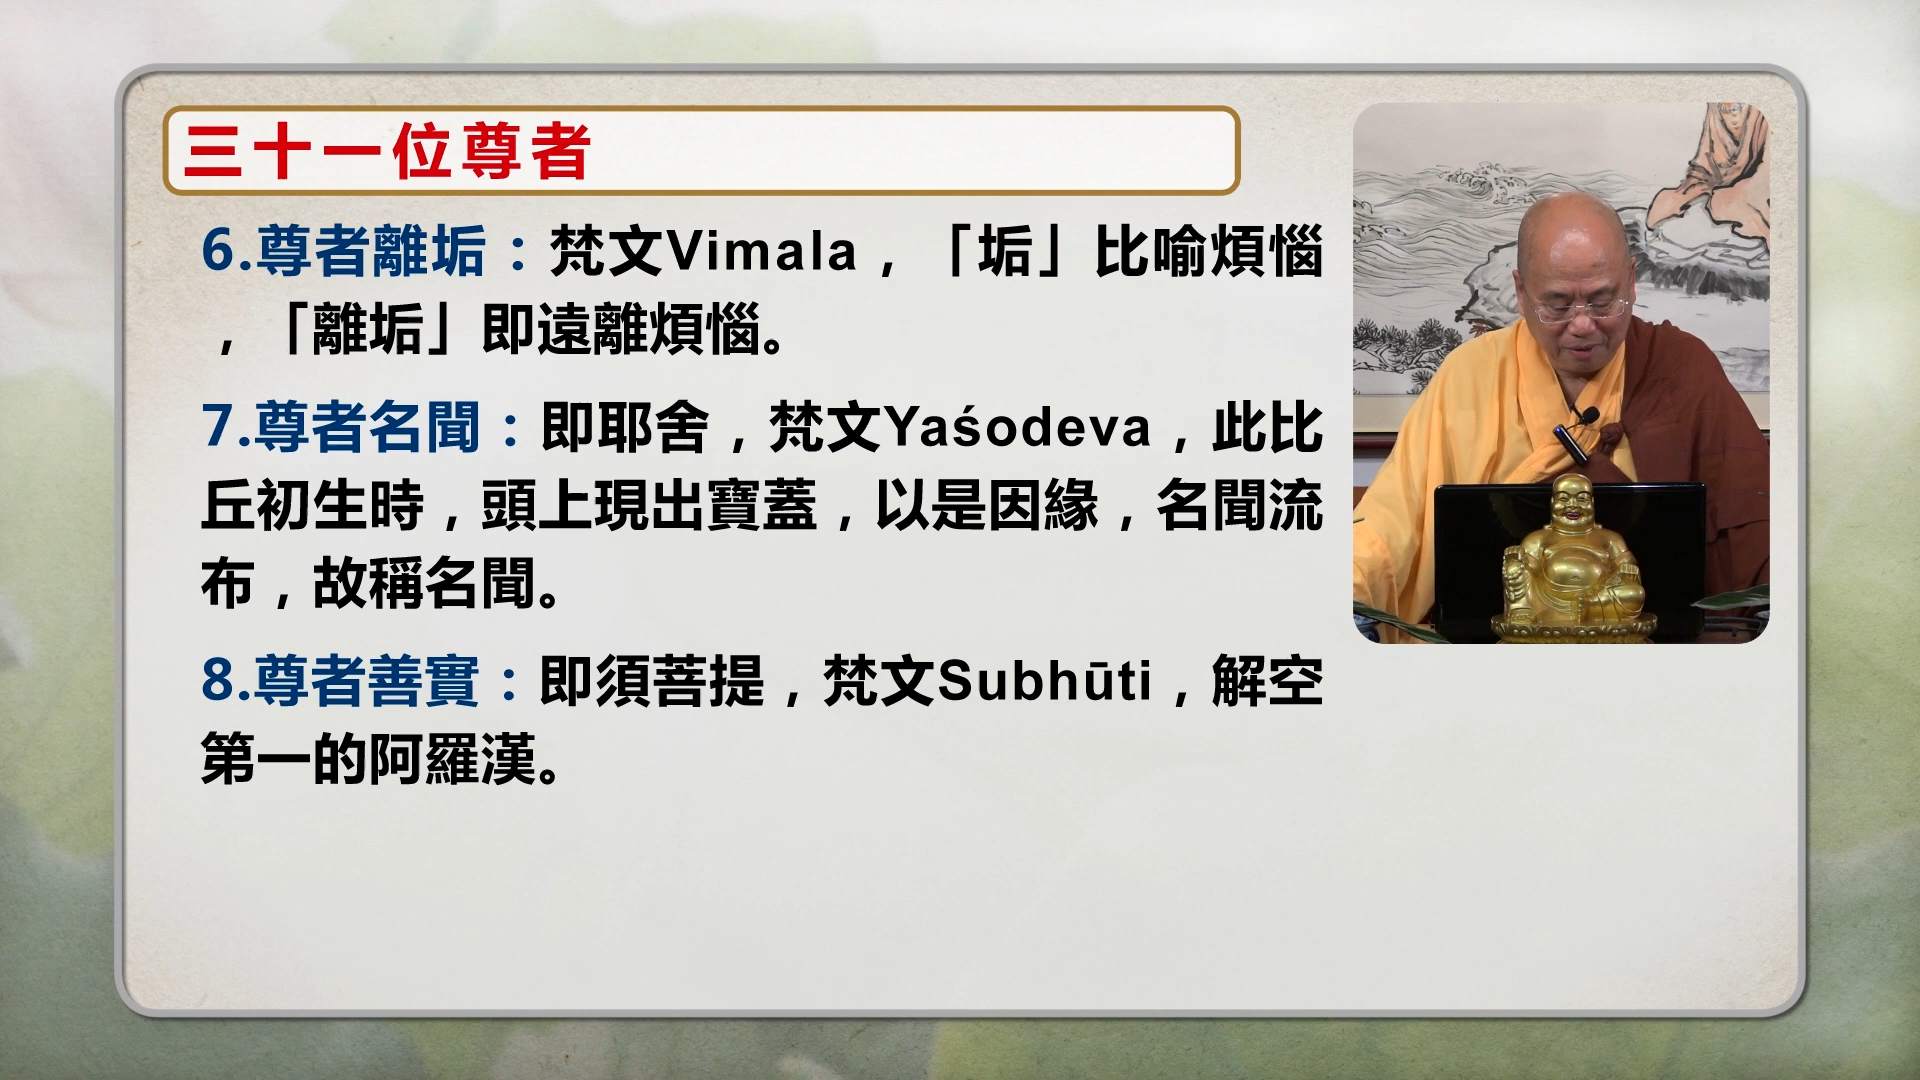 三十一位尊者
6.尊者離垢：梵文Vimala，「垢」比喻煩惱
，「離垢」即遠離煩惱。
7.尊者名聞：即耶舍，梵文Yaśodeva，此比
丘初生時，頭上現出寶蓋，以是因緣，名聞流
布，故稱名聞。
8.尊者善實：即須菩提，梵文Subhūti，解空
第一的阿羅漢。